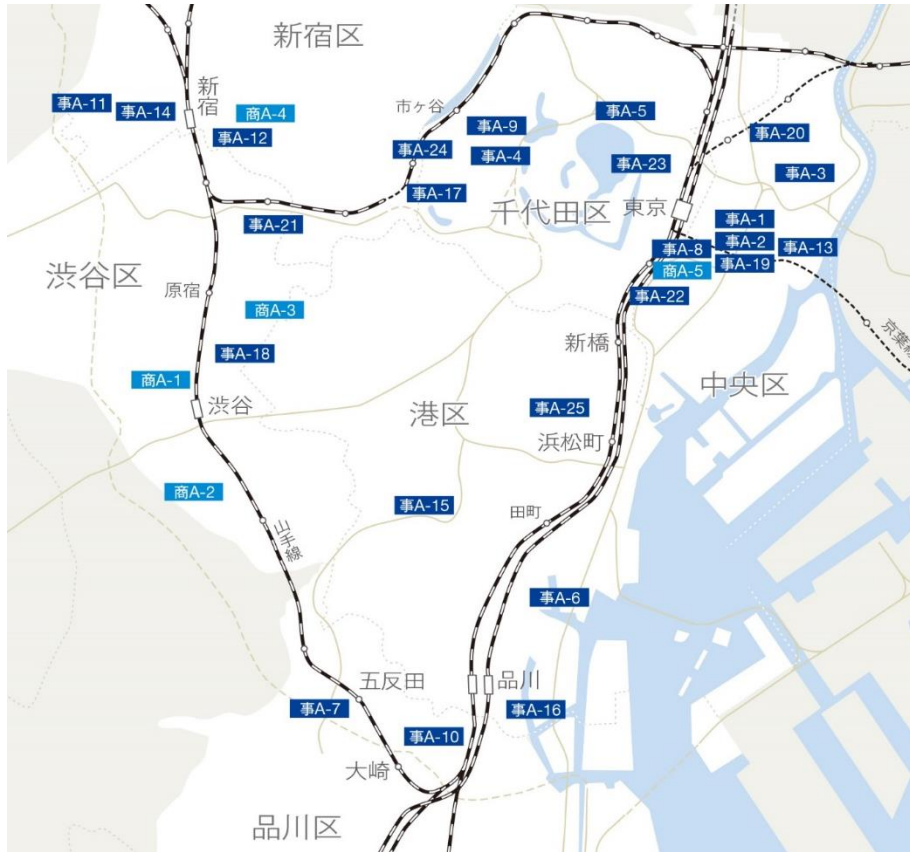 新宿区
新宿
市ヶ谷
事A-11
事A-14
商A-4
事A-12
事A-9
事A-5
事A-24
事A-4
事A-20
事A-23
事A-3
事A-17
千代田区
東京
事A-21
事A-1
事A-8
事A-2
事A-13
商A-5
事A-19
渋谷区
原宿
商A-3
事A-22
新橋
京葉線
事A-18
商A-1
渋谷
港区
事A-25
中央区
浜松町
商A-2
事A-15
田町
山手線
事A-6
五反田
品川
事A-7
事A-16
事A-10
大崎
品川区